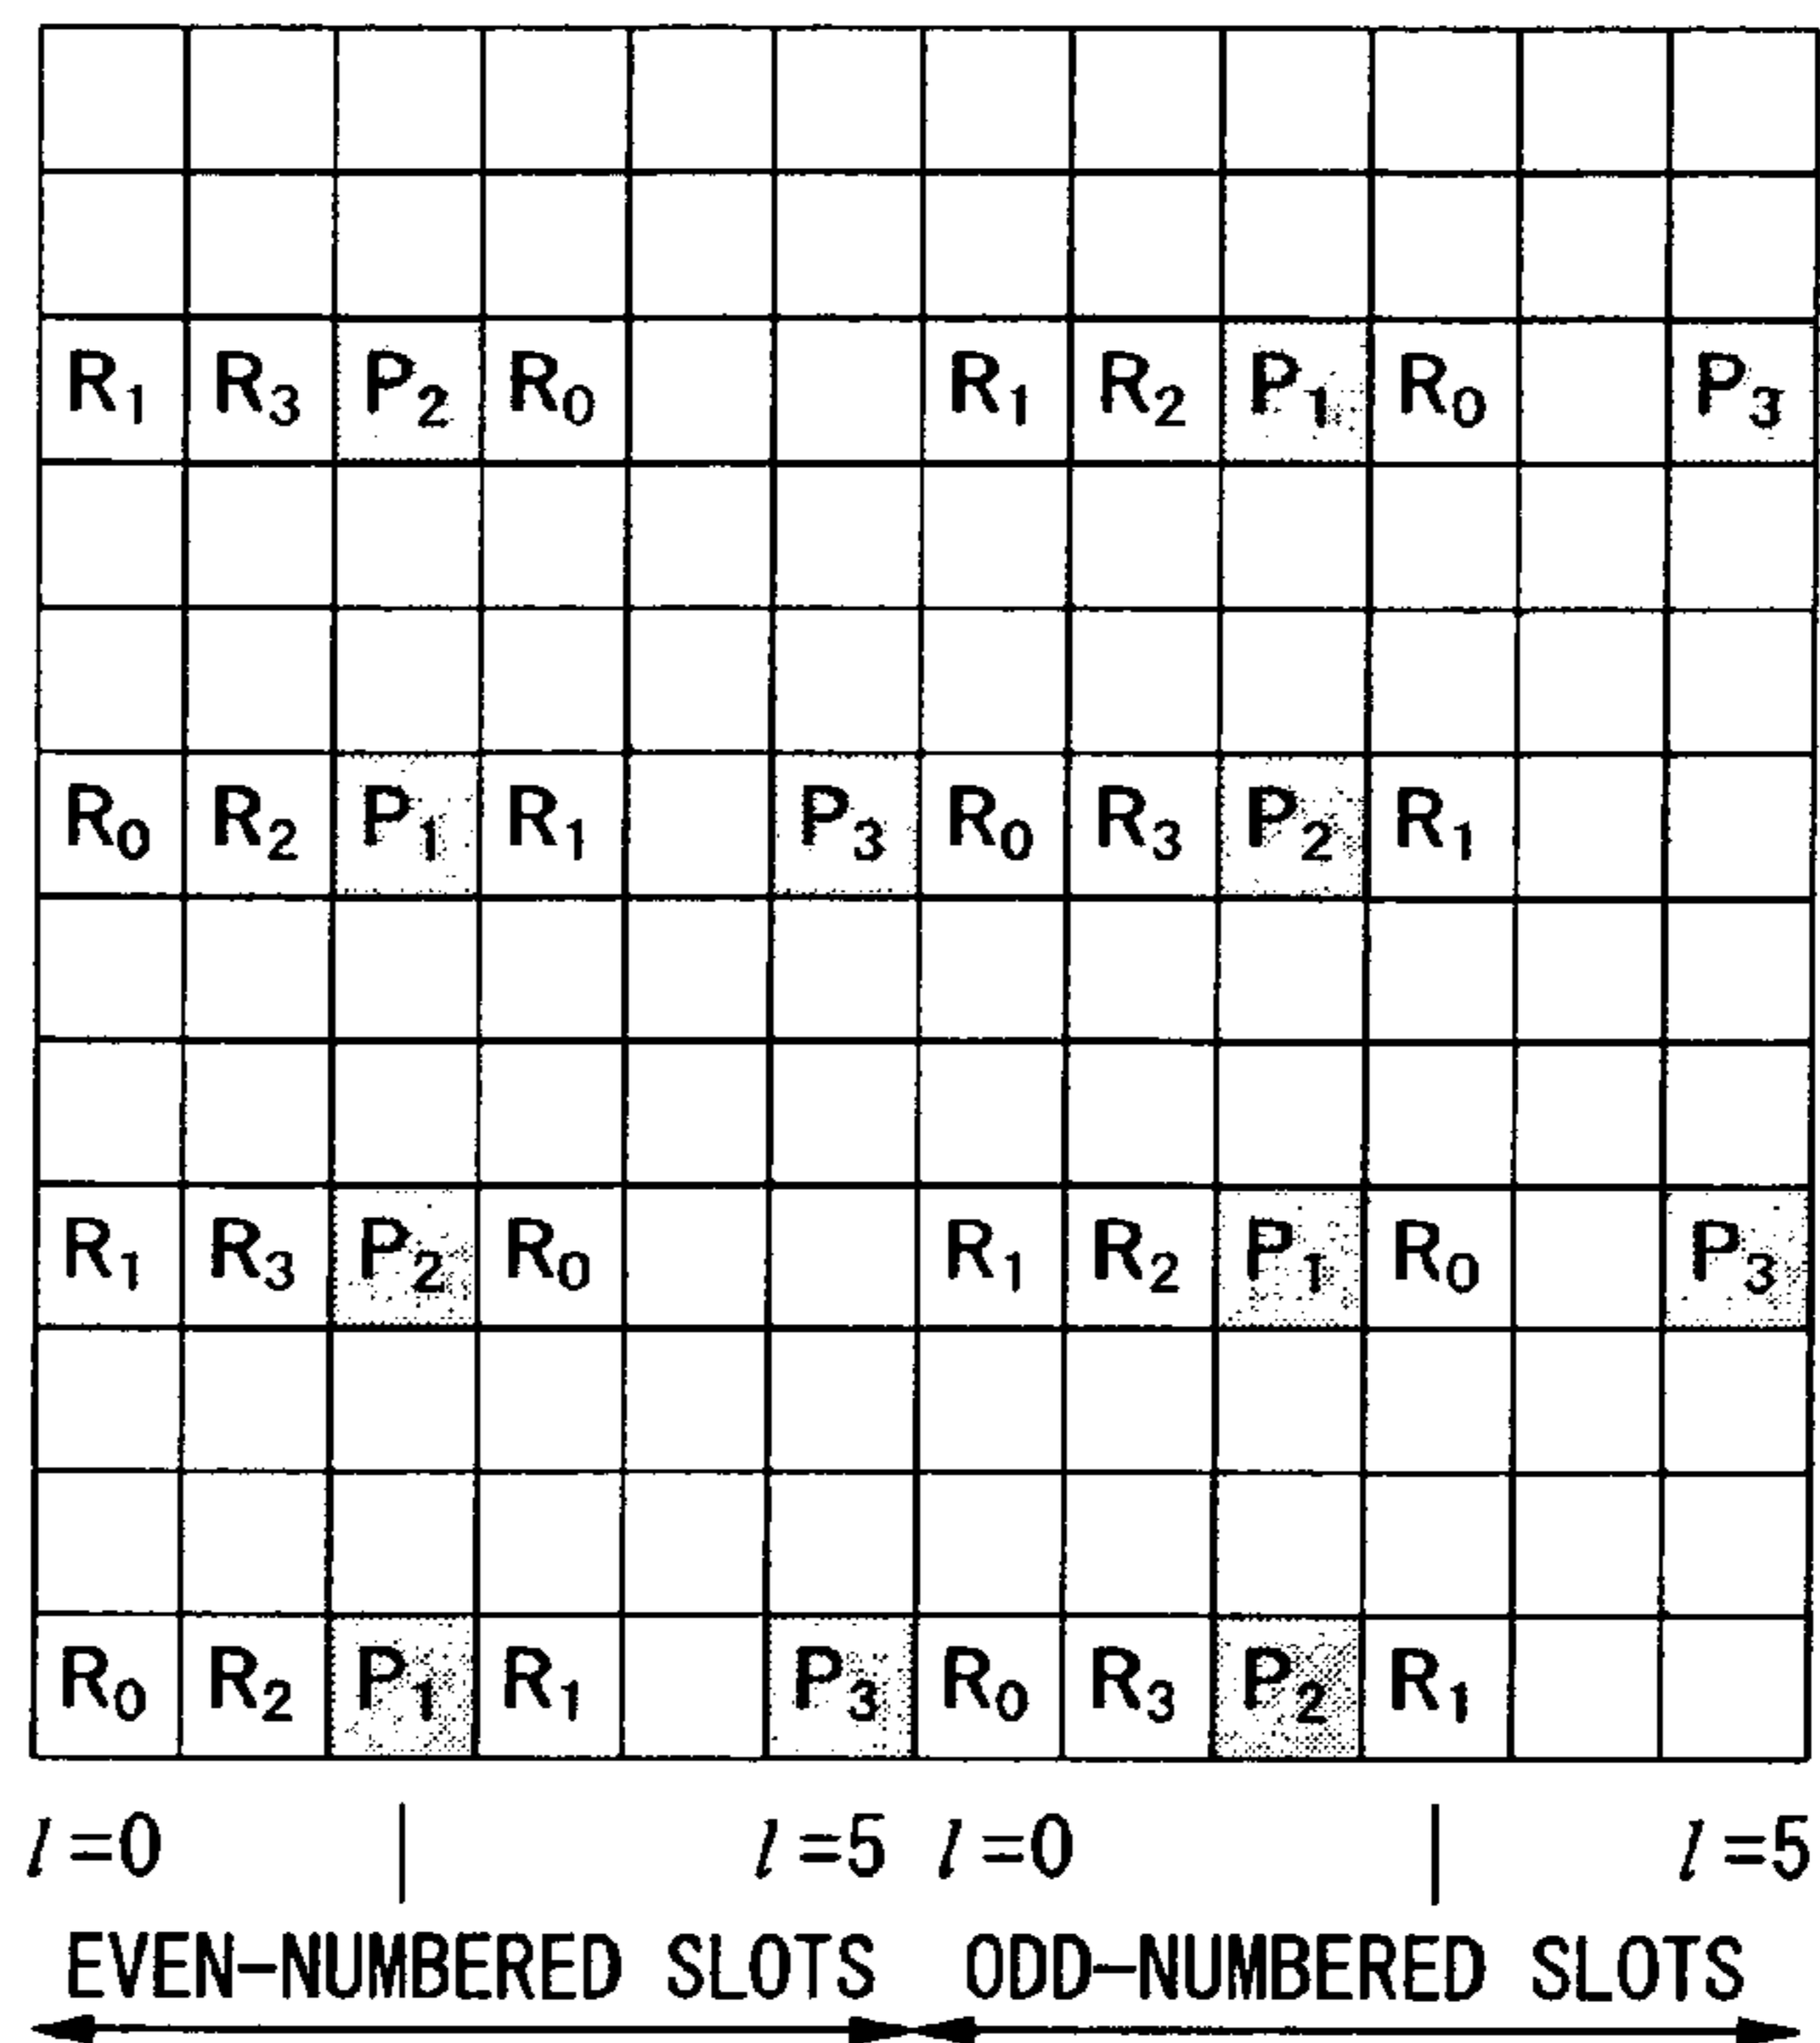 R₁ R₃ P₂ R₀ R₁ R₂ P₁ R₀ P₃
R₀ R₂ P₁ R₁ P₃ R₀ R₃ P₂ R₁
R₁ R₃ P₂ R₀ R₁ R₂ P₁ R₀ P₃
R₀ R₂ P₁ R₁ P₃ R₀ R₃ P₂ R₁
l=0 | l=5 l=0 | l=5
EVEN-NUMBERED SLOTS ODD-NUMBERED SLOTS